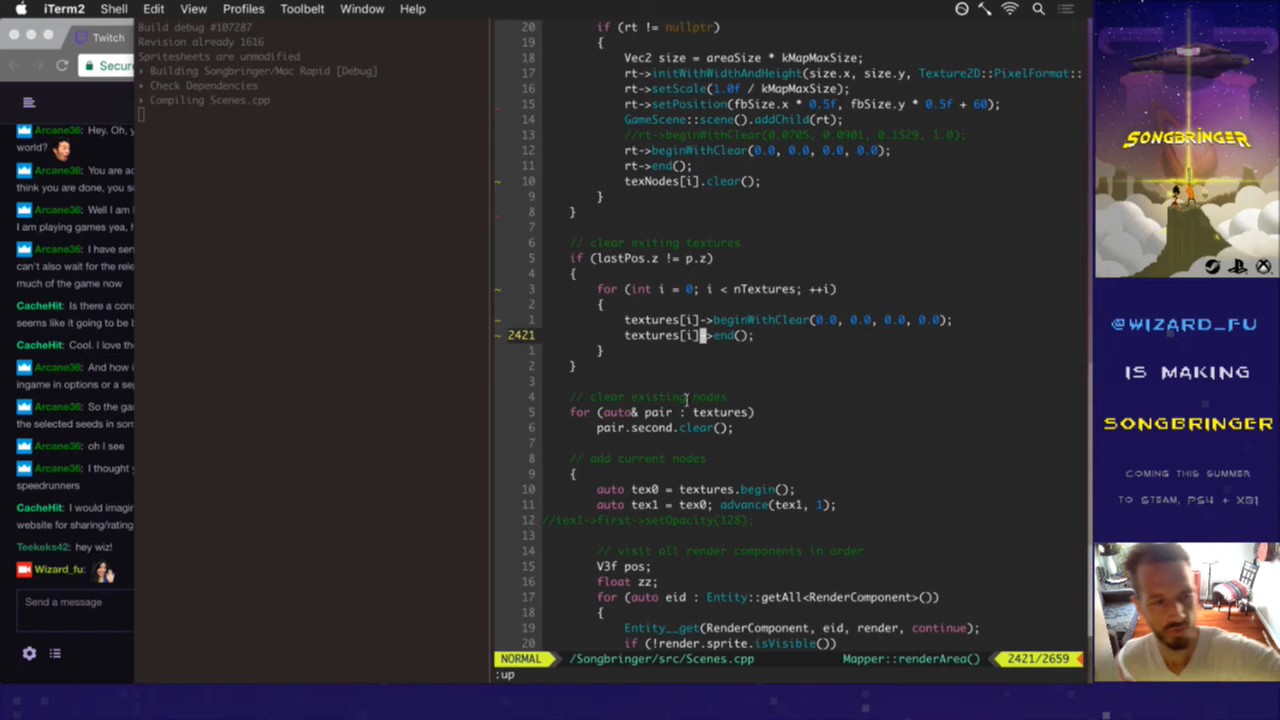 iTerm2 Shell Edit View Profiles Toolbelt Window Help
Twitch
Secure
Arcane36: Hey. Oh, y
world?
Arcane36: You are ac
think you are done, you s
Arcane36: Well I am
I am playing games yea, h
Arcane36: I have sen
can't also wait for the rele
much of the game now
CacheHit: Is there a conc
seems like it going to be b
CacheHit: Cool. I love th
Arcane36: And how i
ingame in options or a sep
Arcane36: So the gam
the selected seeds in som
Arcane36: oh I see
Arcane36: I thought y
speedrunners
CacheHit: I would imagin
website for sharing/rating
Teekeks42: hey wiz!
Wizard_fu:
Send a message
Build debug #107287
Revision already 1616
Spritesheets are unmodified
› Building Songbringer/Mac Rapid [Debug]
› Check Dependencies
› Compiling Scenes.cpp
20 if (rt != nullptr)
19 {
18 Vec2 size = areaSize * kMapMaxSize;
17 rt->initWithWidthAndHeight(size.x, size.y, Texture2D::PixelFormat::
16 rt->setScale(1.0f / kMapMaxSize);
15 rt->setPosition(fbSize.x * 0.5f, fbSize.y * 0.5f + 60);
14 GameScene::scene().addChild(rt);
13 //rt->beginWithClear(0.0705, 0.0901, 0.1529, 1.0);
12 rt->beginWithClear(0.0, 0.0, 0.0, 0.0);
11 rt->end();
~ 10 texNodes[i].clear();
9 }
8 }
7
6 // clear exiting textures
5 if (lastPos.z != p.z)
4 {
~ 3 for (int i = 0; i < nTextures; ++i)
2 {
~ 1 textures[i]->beginWithClear(0.0, 0.0, 0.0, 0.0);
~ 2421 textures[i]->end();
1 }
2 }
3
4 // clear existing nodes
5 for (auto& pair : textures)
6 pair.second.clear();
7
8 // add current nodes
9 {
10 auto tex0 = textures.begin();
11 auto tex1 = tex0; advance(tex1, 1);
12 //tex1->first->setOpacity(128);
13
14 // visit all render components in order
15 V3f pos;
16 float zz;
17 for (auto eid : Entity::getAll<RenderComponent>())
18 {
19 Entity__get(RenderComponent, eid, render, continue);
20 if (!render.sprite.isVisible())
NORMAL /Songbringer/src/Scenes.cpp Mapper::renderArea() 2421/2659
:up
SONGBRINGER
@WIZARD_FU
IS MAKING
SONGBRINGER
COMING THIS SUMMER
TO STEAM, PS4 + XB1